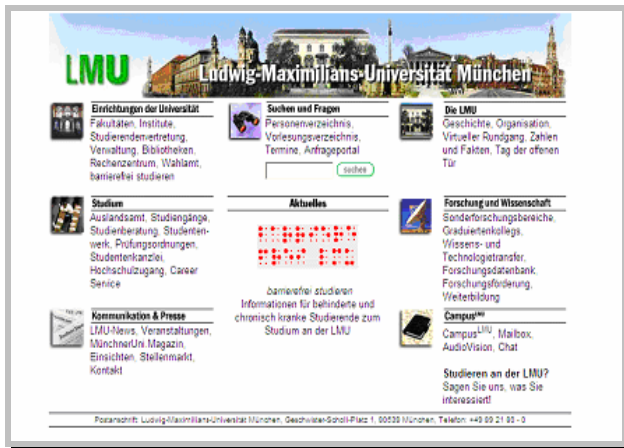 LMU
Ludwig-Maximilians-Universität München
Einrichtungen der Universität
Fakultäten, Institute,
Studierendenvertretung,
Verwaltung, Bibliotheken,
Rechenzentrum, Wahlamt,
barrierefrei studieren
Suchen und Fragen
Personenverzeichnis,
Vorlesungsverzeichnis,
Termine, Anfrageportal
suchen
Die LMU
Geschichte, Organisation,
Virtueller Rundgang, Zahlen
und Fakten, Tag der offenen
Tür
Studium
Auslandsamt, Studiengänge,
Studienberatung, Studenten-
werk, Prüfungsordnungen,
Studentenkanzlei,
Hochschulzugang, Career
Service
Aktuelles
barrierefrei studieren
Informationen für behinderte und
chronisch kranke Studierende zum
Studium an der LMU
Forschung und Wissenschaft
Sonderforschungsbereiche,
Graduiertenkollegs,
Wissens- und
Technologietransfer,
Forschungsdatenbank,
Forschungsförderung,
Weiterbildung
Kommunikation & Presse
LMU-News, Veranstaltungen,
MünchnerUni Magazin,
Einsichten, Stellenmarkt,
Kontakt
Campus LMU
Campus LMU, Mailbox,
AudioVision, Chat
Studieren an der LMU?
Sagen Sie uns, was Sie
interessiert!
Postanschrift: Ludwig-Maximilians-Universität München, Geschwister-Scholl-Platz 1, 80539 München, Telefon: +49 89 21 80 - 0